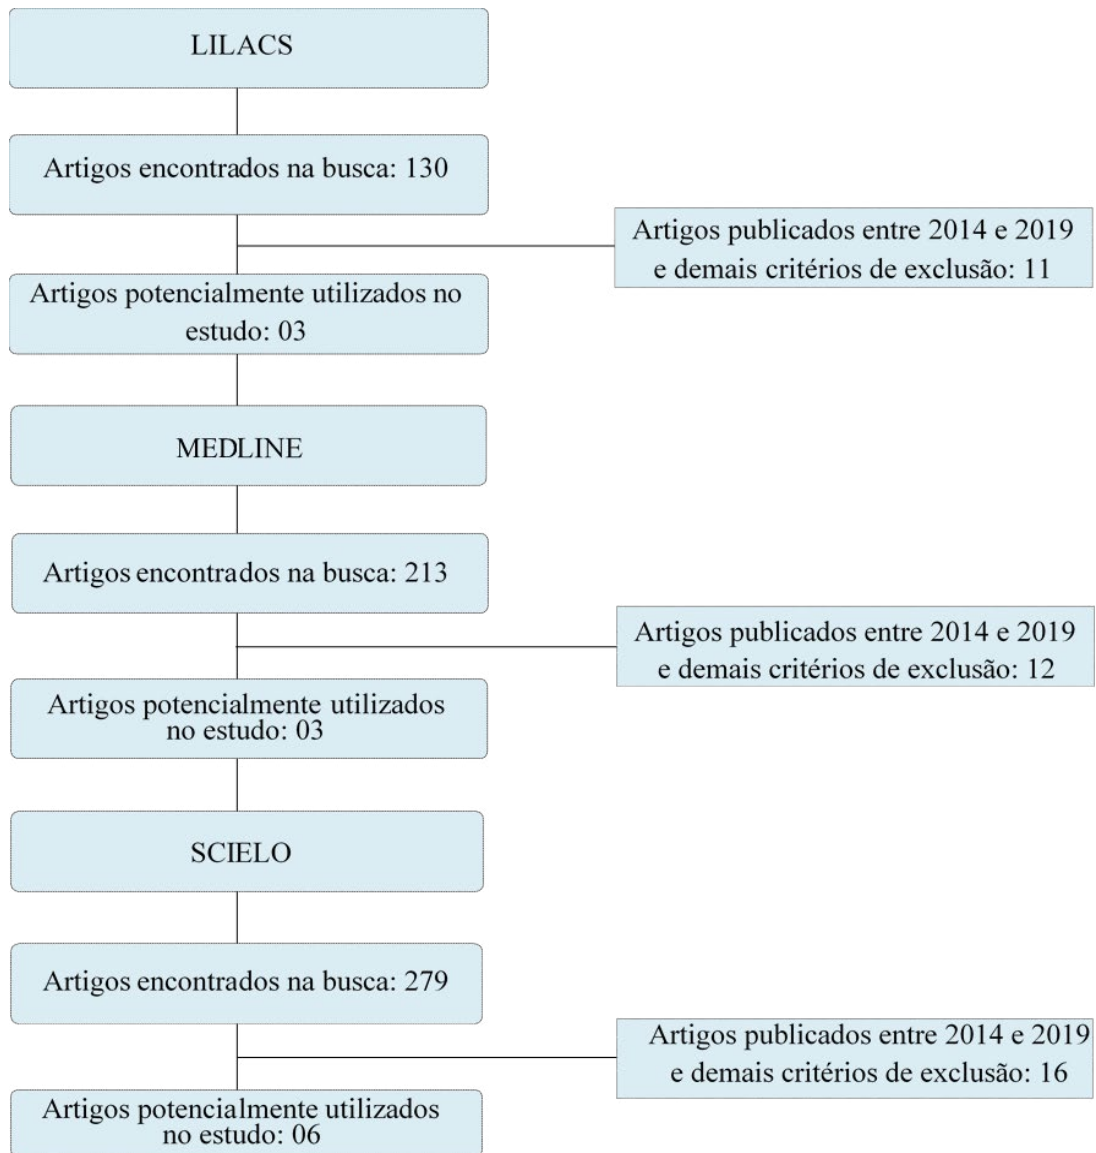 LILACS
Artigos encontrados na busca: 130
Artigos publicados entre 2014 e 2019
e demais critérios de exclusão: 11
Artigos potencialmente utilizados no
estudo: 03
MEDLINE
Artigos encontrados na busca: 213
Artigos publicados entre 2014 e 2019
e demais critérios de exclusão: 12
Artigos potencialmente utilizados
no estudo: 03
SCIELO
Artigos encontrados na busca: 279
Artigos publicados entre 2014 e 2019
e demais critérios de exclusão: 16
Artigos potencialmente utilizados
no estudo: 06